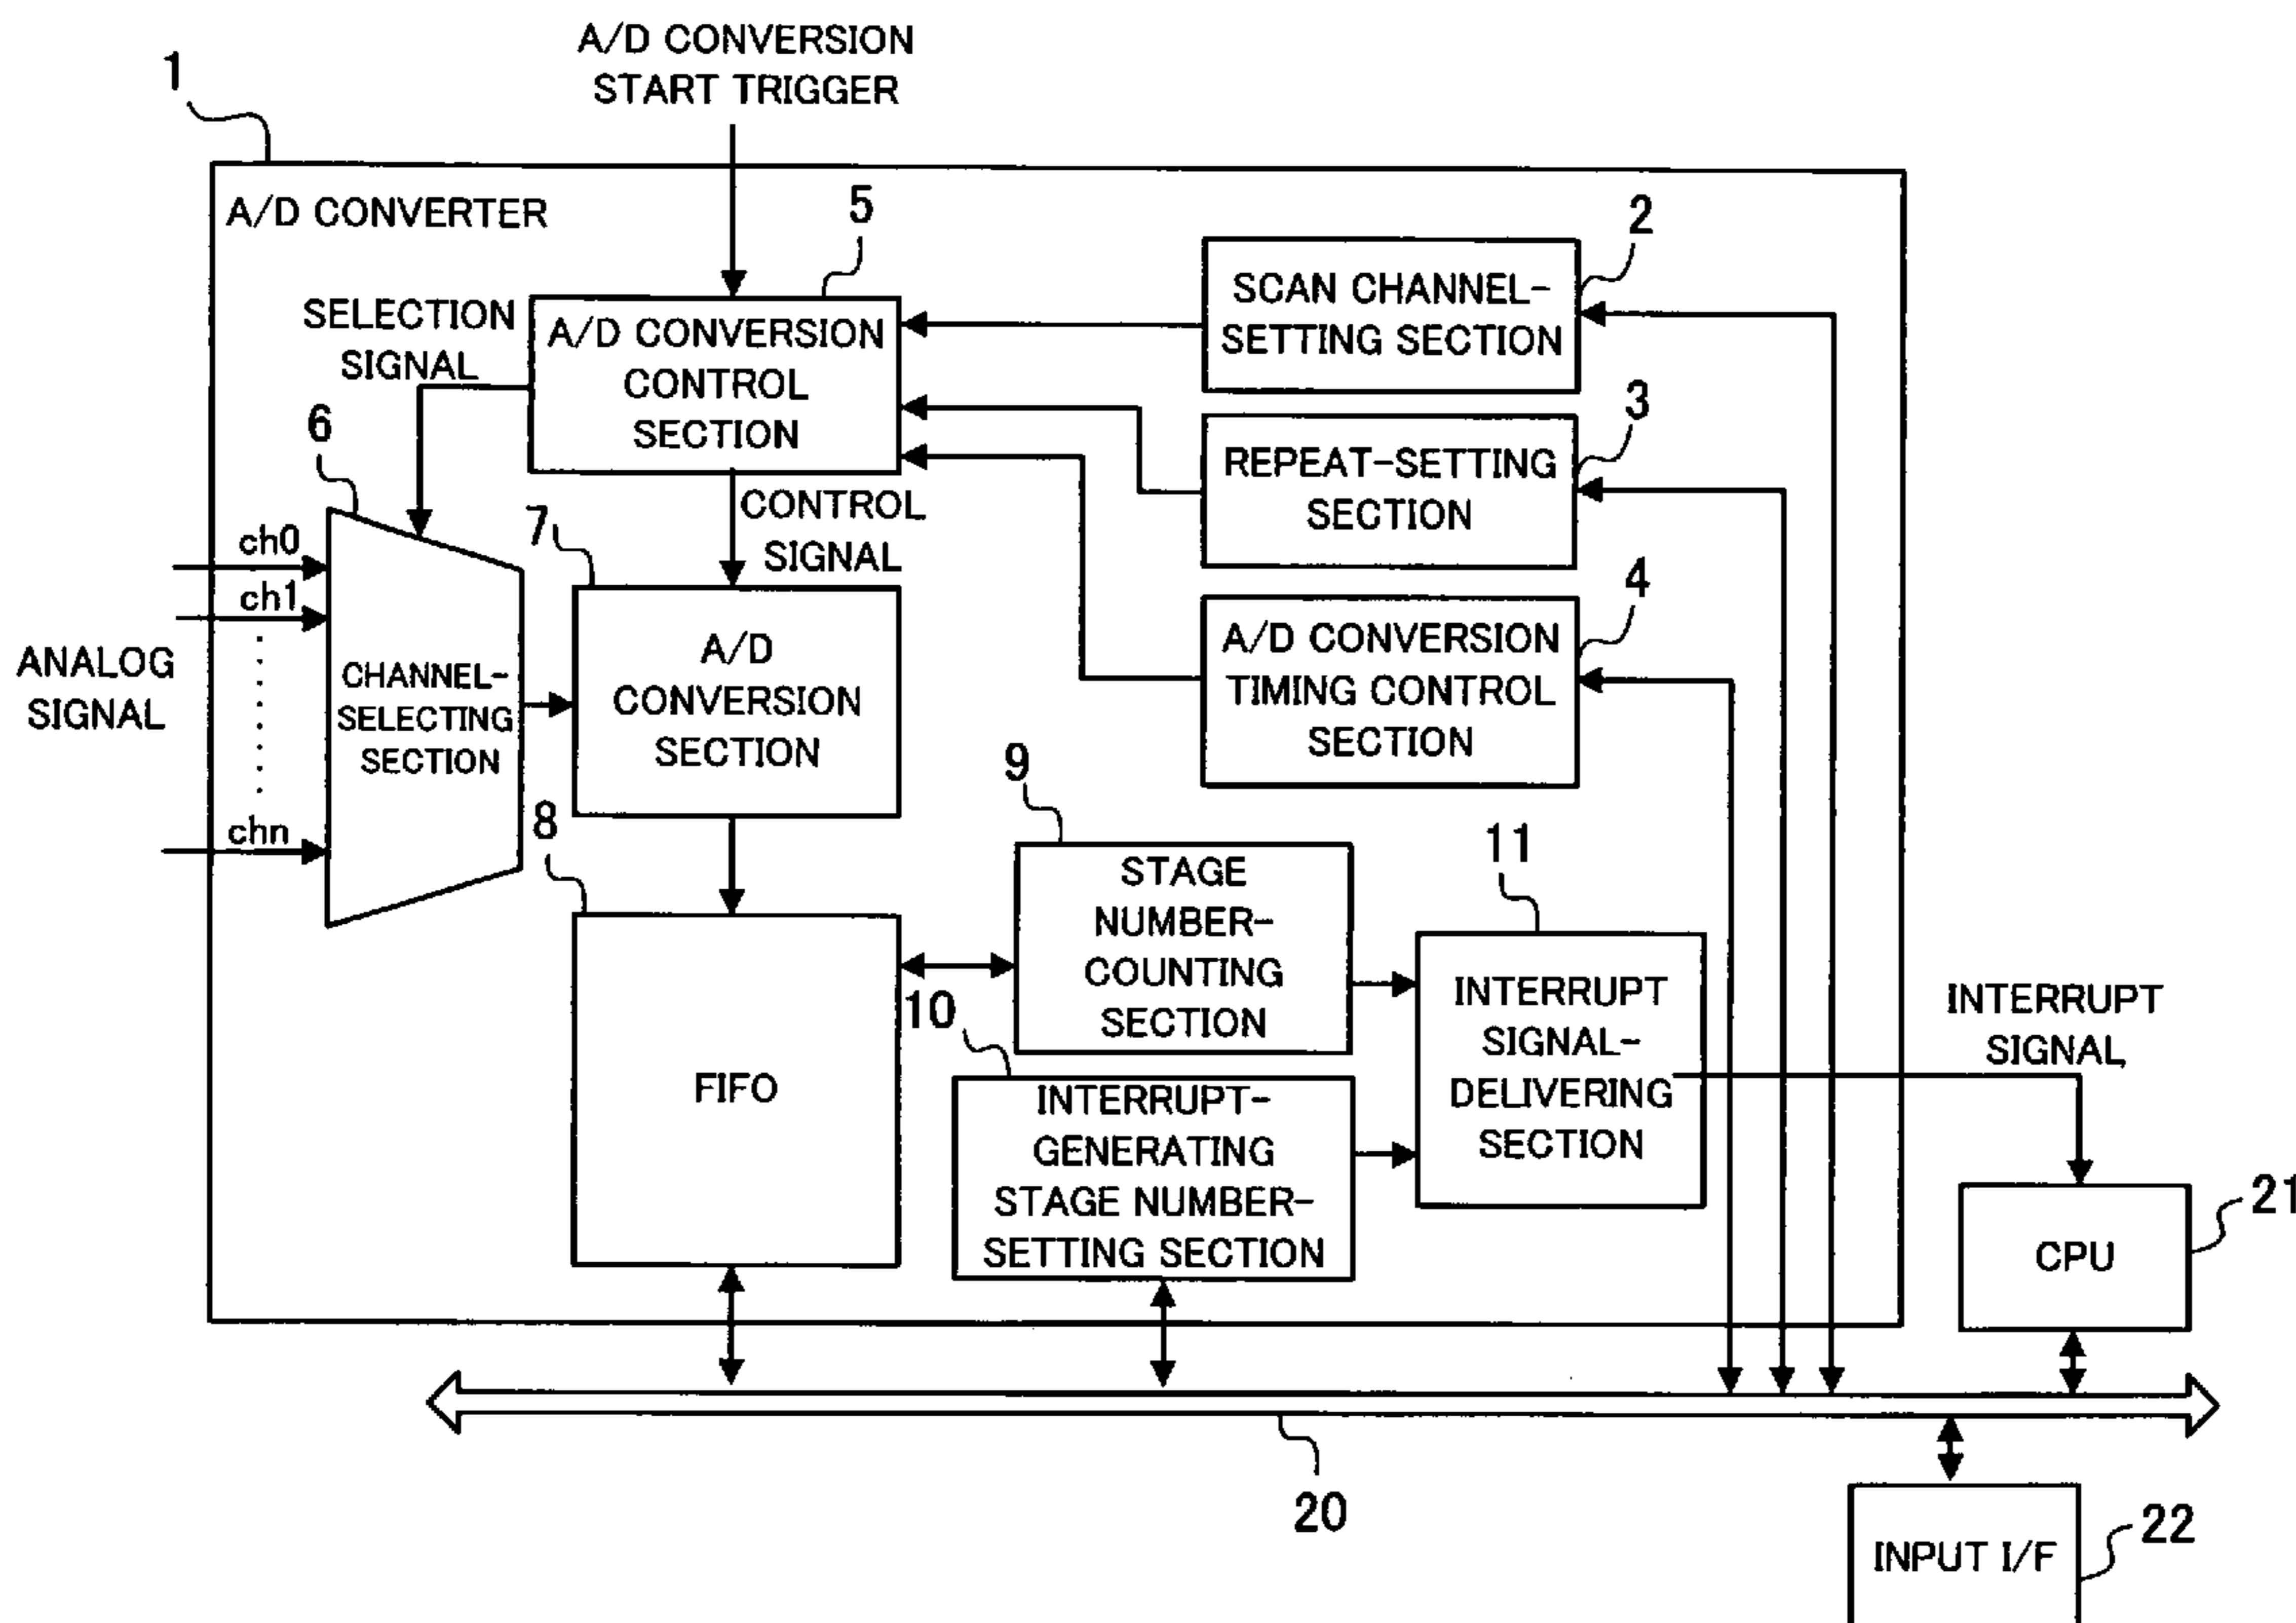 A/D CONVERSION
START TRIGGER
1
A/D CONVERTER
5
2
SELECTION
SIGNAL
A/D CONVERSION
CONTROL
SECTION
SCAN CHANNEL-
SETTING SECTION
3
REPEAT-SETTING
SECTION
6
CONTROL
SIGNAL
7
4
ch0
ch1
chn
ANALOG
SIGNAL
CHANNEL-
SELECTING
SECTION
A/D
CONVERSION
SECTION
A/D CONVERSION
TIMING CONTROL
SECTION
8
9
11
STAGE
NUMBER-
COUNTING
SECTION
10
FIFO
INTERRUPT-
GENERATING
STAGE NUMBER-
SETTING SECTION
INTERRUPT
SIGNAL-
DELIVERING
SECTION
INTERRUPT
SIGNAL
21
CPU
20
22
INPUT I/F